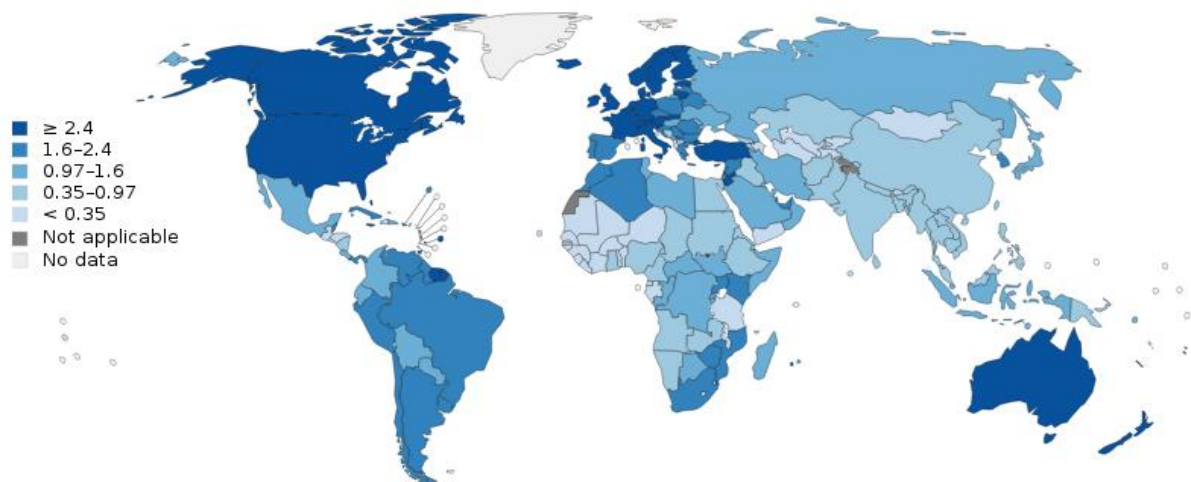 ≥ 2.4
1.6–2.4
0.97–1.6
0.35–0.97
< 0.35
Not applicable
No data